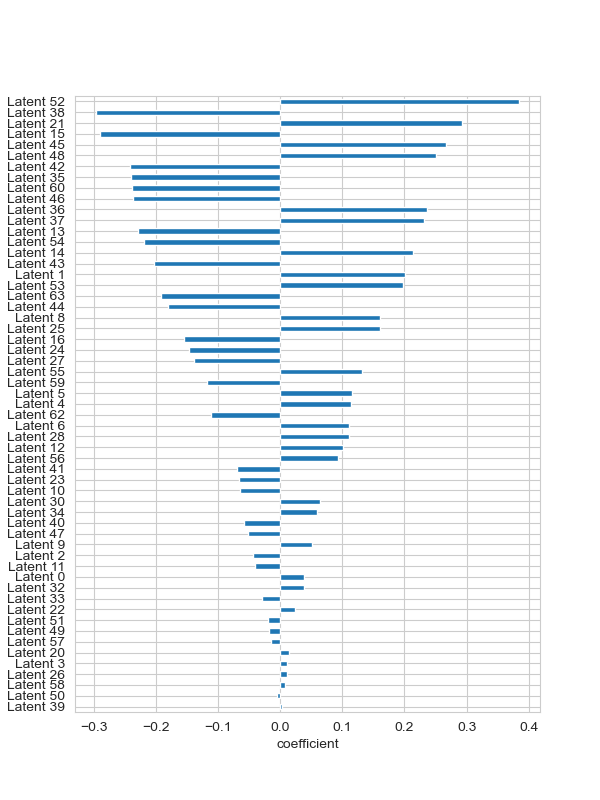 Latent 52
Latent 38
Latent 21
Latent 15
Latent 45
Latent 48
Latent 42
Latent 35
Latent 60
Latent 46
Latent 36
Latent 37
Latent 13
Latent 54
Latent 14
Latent 43
Latent 1
Latent 53
Latent 63
Latent 44
Latent 8
Latent 25
Latent 16
Latent 24
Latent 27
Latent 55
Latent 59
Latent 5
Latent 4
Latent 62
Latent 6
Latent 28
Latent 12
Latent 56
Latent 41
Latent 23
Latent 10
Latent 30
Latent 34
Latent 40
Latent 47
Latent 9
Latent 2
Latent 11
Latent 0
Latent 32
Latent 33
Latent 22
Latent 51
Latent 49
Latent 57
Latent 20
Latent 3
Latent 26
Latent 58
Latent 50
Latent 39
−0.3 −0.2 −0.1 0.0 0.1 0.2 0.3 0.4
coefficient